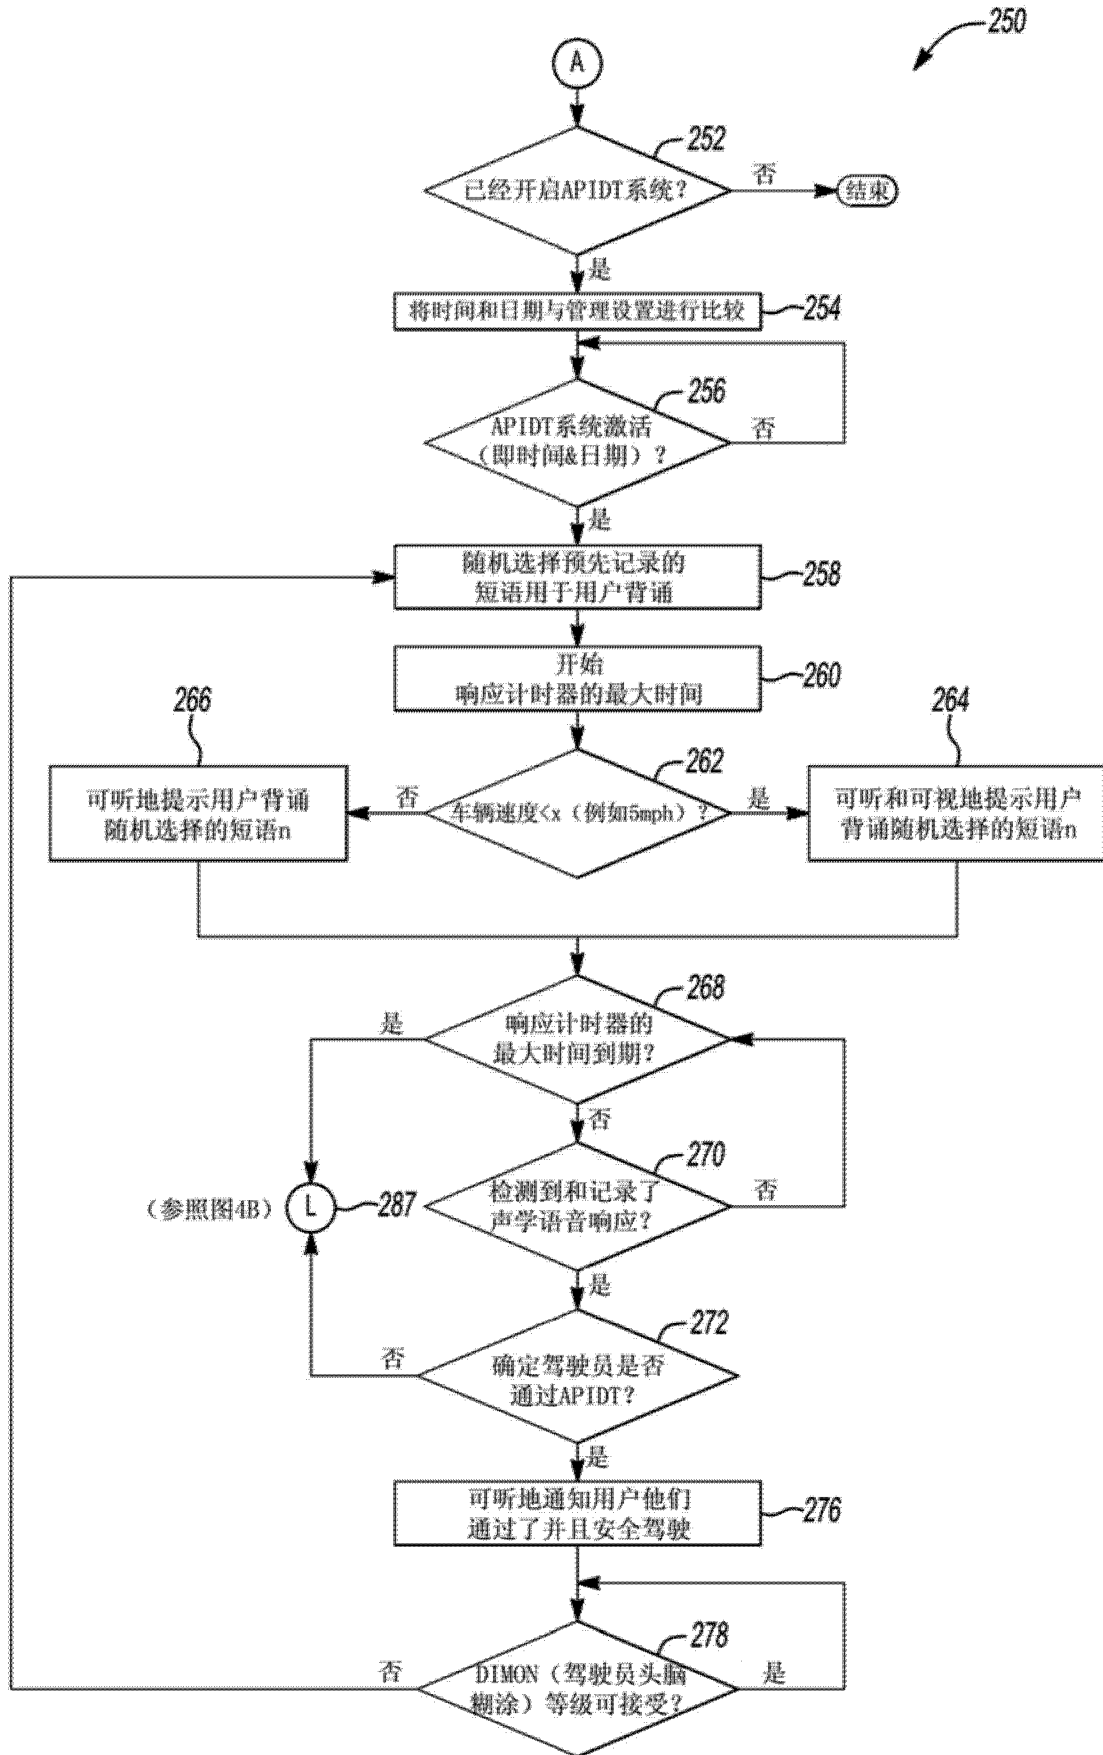 250
A
252
已经开启APIDT系统？
否
结束
是
将时间和日期与管理设置进行比较
254
256
APIDT系统激活
（即时间&日期）？
否
是
随机选择预先记录的
短语用于用户背诵
258
开始
响应计时器的最大时间
260
266
264
262
可听地提示用户背诵
随机选择的短语n
否
车辆速度<x（例如5mph）？
是
可听和可视地提示用户
背诵随机选择的短语n
268
是
响应计时器的
最大时间到期？
否
270
（参照图4B）
L
287
检测到和记录了
声学语音响应？
否
是
272
否
确定驾驶员是否
通过APIDT？
是
可听地通知用户他们
通过了并且安全驾驶
276
278
否
DIMON（驾驶员头脑
糊涂）等级可接受？
是